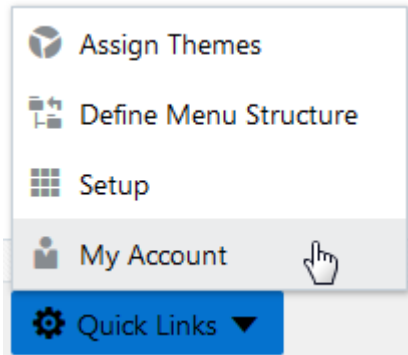 Assign Themes
Define Menu Structure
Setup
My Account
Quick Links